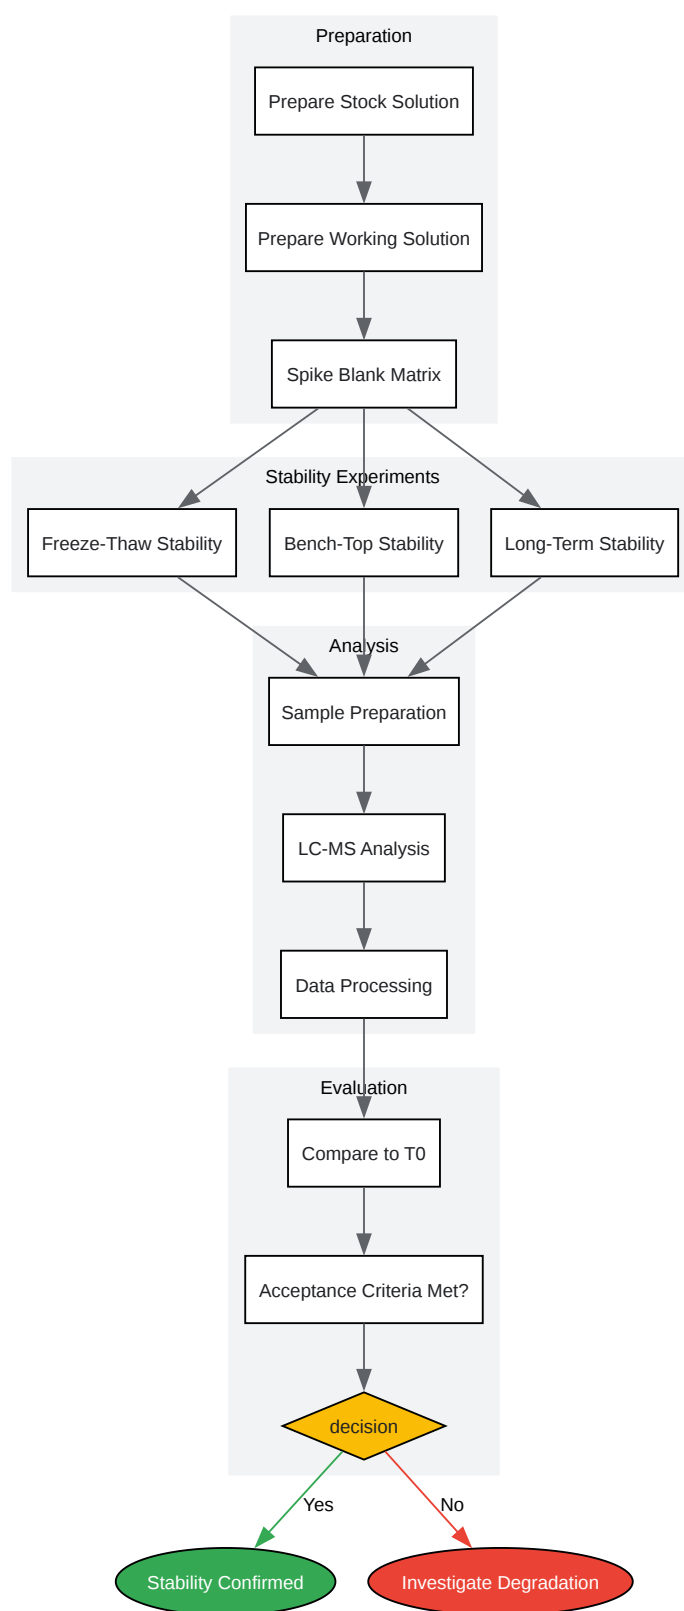 Preparation
Prepare Stock Solution
Prepare Working Solution
Spike Blank Matrix
Stability Experiments
Freeze-Thaw Stability
Bench-Top Stability
Long-Term Stability
Analysis
Sample Preparation
LC-MS Analysis
Data Processing
Evaluation
Compare to T0
Acceptance Criteria Met?
decision
Yes
No
Stability Confirmed
Investigate Degradation